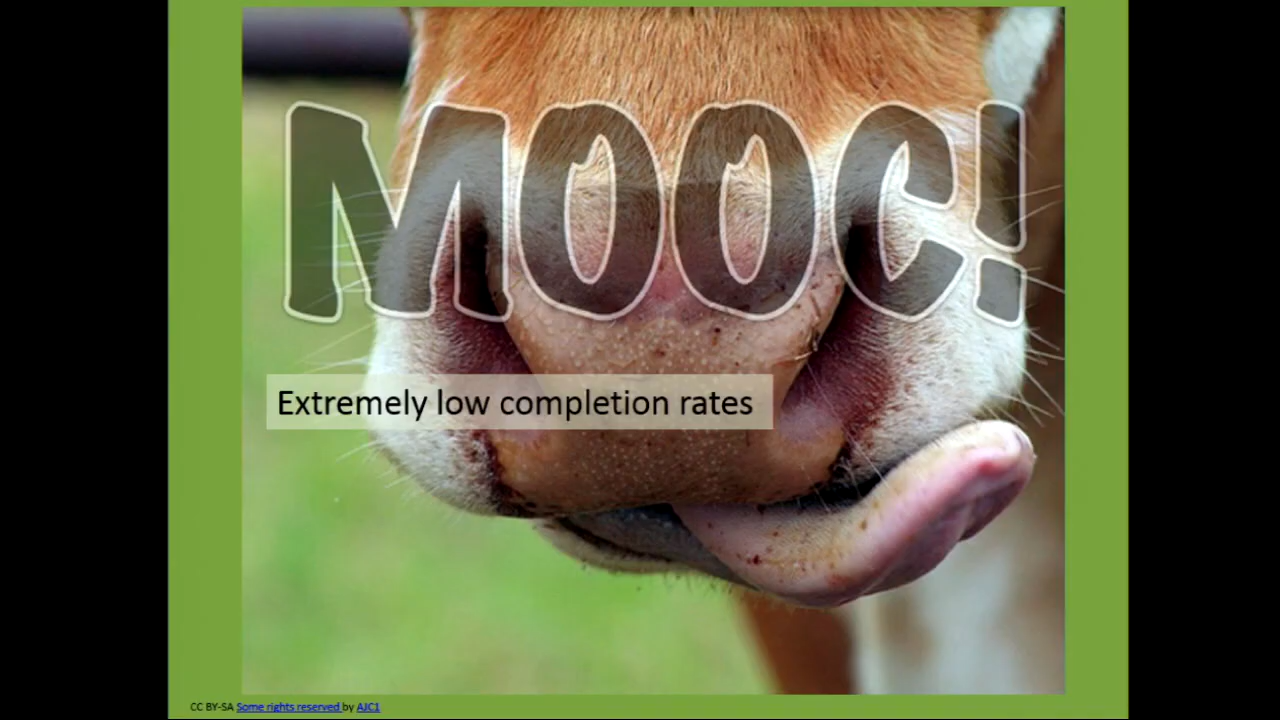 MOOC!
Extremely low completion rates
CC BY-SA Some rights reserved by AJC1